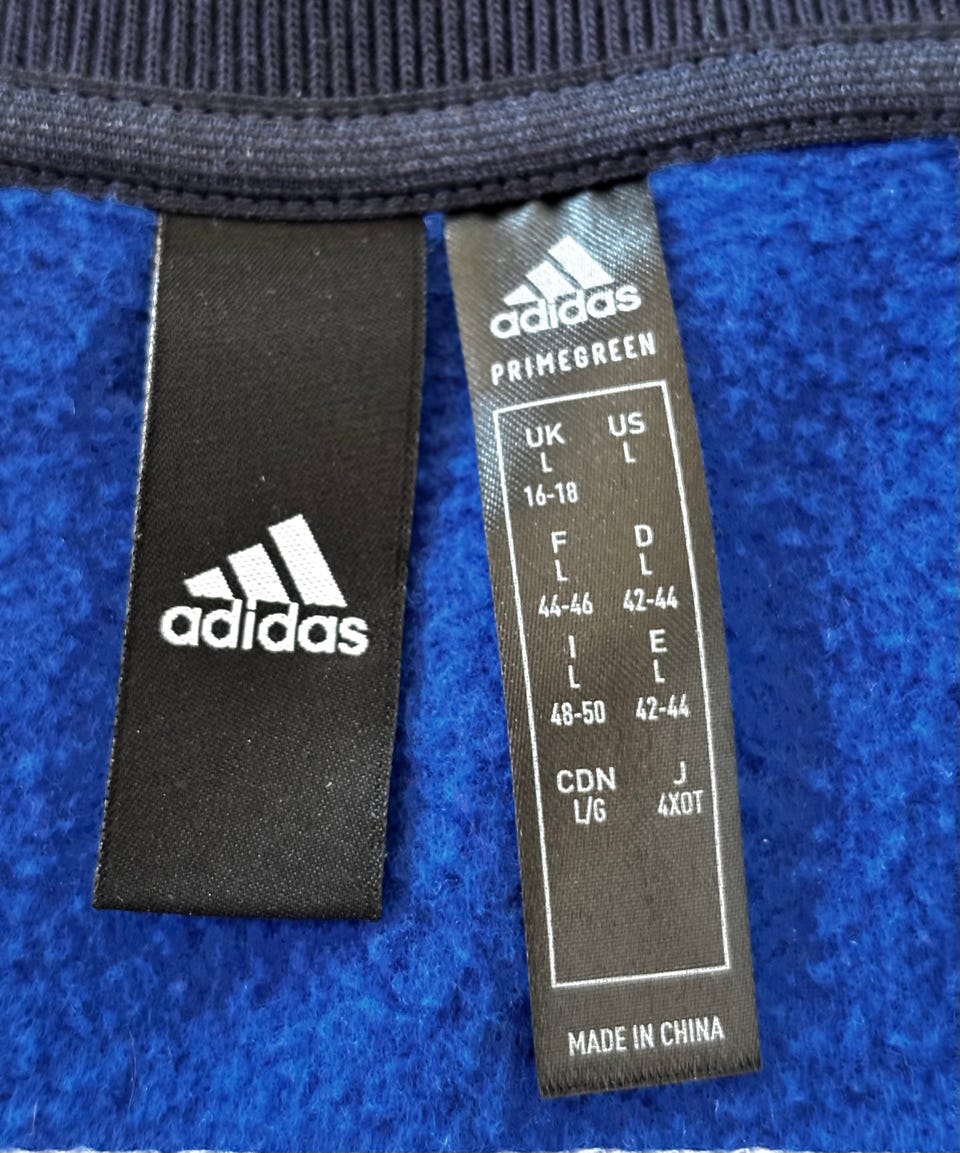 adidas
adidas
PRIMEGREEN
UK US
L L
16-18
F D
L L
44-46 42-44
I E
L L
48-50 42-44
CDN J
L/G 4XOT
MADE IN CHINA